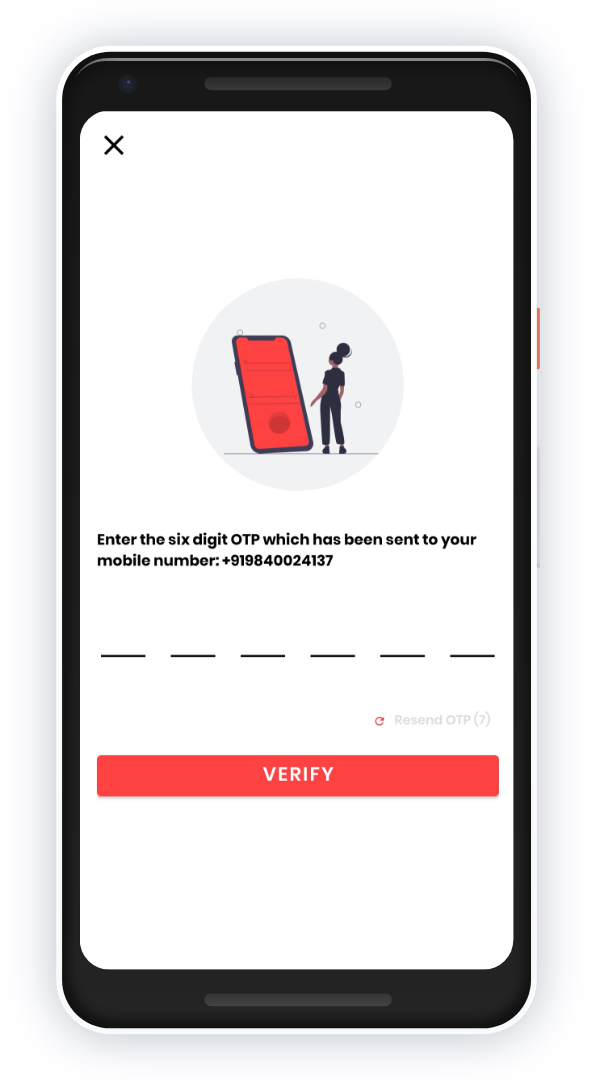 Enter the six digit OTP which has been sent to your
mobile number: +919840024137
Resend OTP (7)
VERIFY